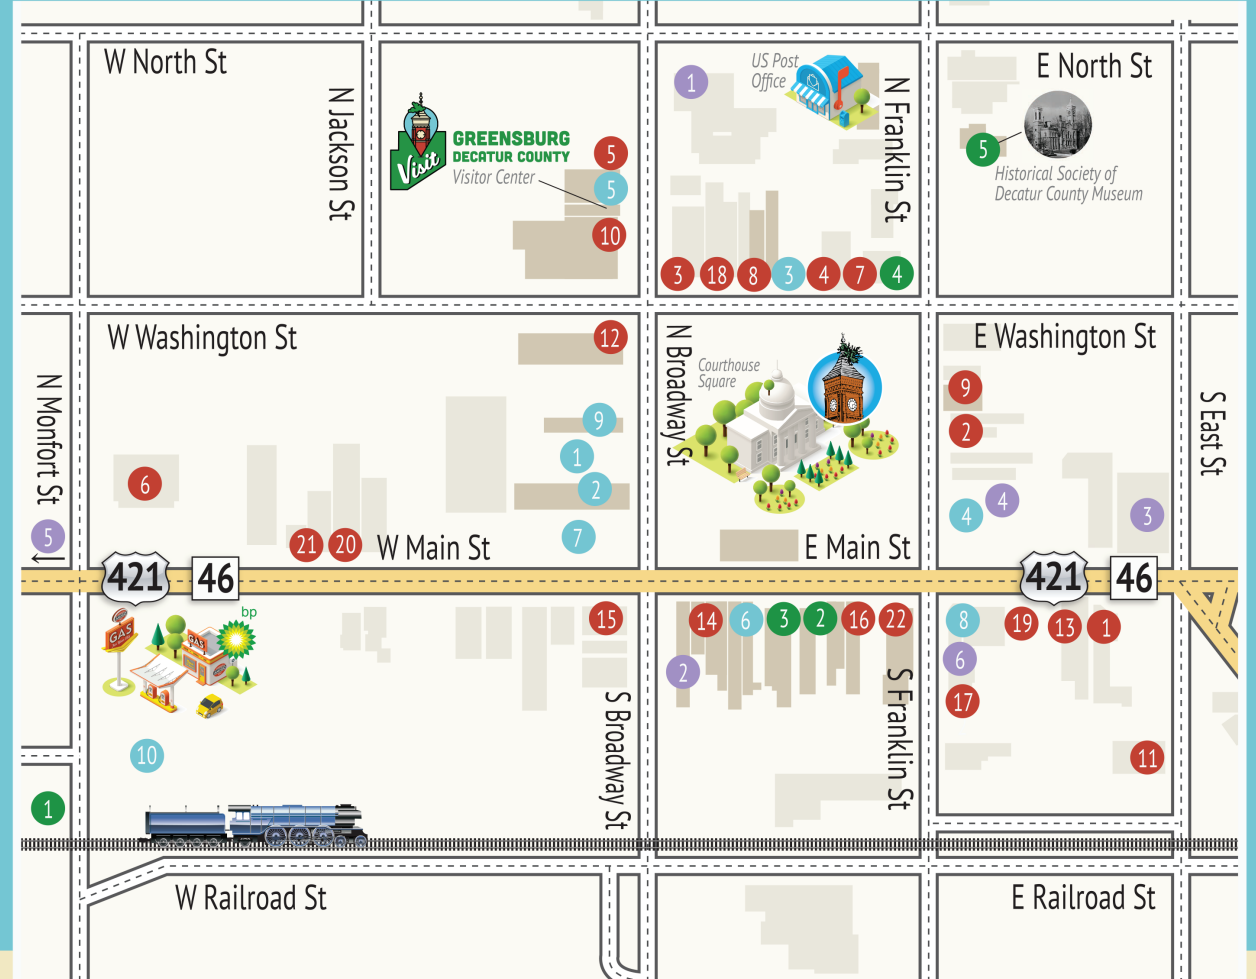 W North St
N Jackson St
Visit
GREENSBURG
DECATUR COUNTY
Visitor Center
5
5
10
1
US Post
Office
N Franklin St
E North St
5
Historical Society of
Decatur County Museum
3
18
8
3
4
7
4
W Washington St
12
N Broadway St
Courthouse
Square
E Washington St
9
2
S East St
N Monfort St
6
9
1
2
7
4
4
3
5
21
20
W Main St
E Main St
421
46
421
46
GAS
GAS
bp
15
14
6
3
2
16
22
2
8
19
13
1
6
17
S Broadway St
S Franklin St
10
11
1
W Railroad St
E Railroad St